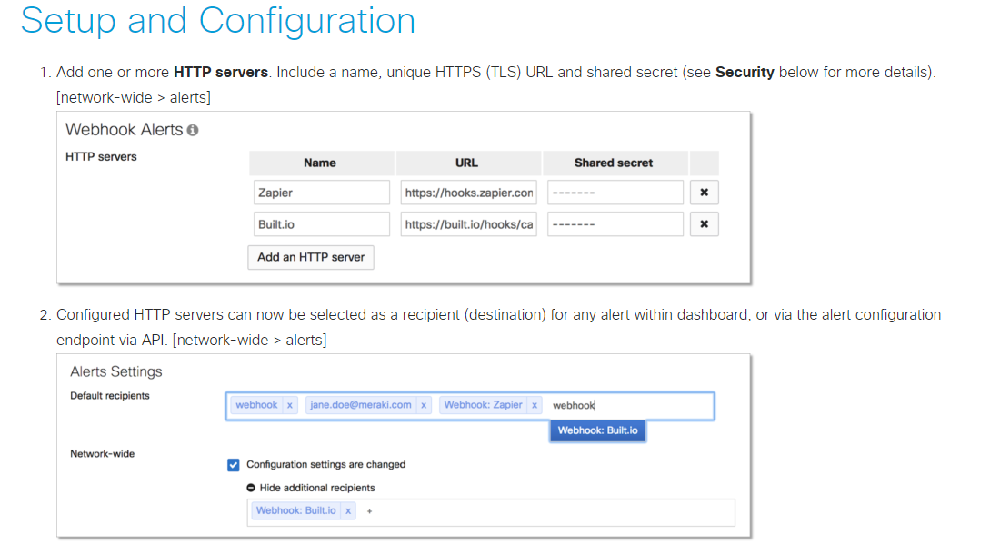 Setup and Configuration
1. Add one or more HTTP servers. Include a name, unique HTTPS (TLS) URL and shared secret (see Security below for more details).
[network-wide > alerts]
Webhook Alerts i
HTTP servers
Name URL Shared secret
Zapier https://hooks.zapier.con ------- x
Built.io https://built.io/hooks/ca ------- x
Add an HTTP server
2. Configured HTTP servers can now be selected as a recipient (destination) for any alert within dashboard, or via the alert configuration
endpoint via API. [network-wide > alerts]
Alerts Settings
Default recipients
webhook x jane.doe@meraki.com x Webhook: Zapier x webhook
Webhook: Built.io
Network-wide
Configuration settings are changed
Hide additional recipients
Webhook: Built.io x +